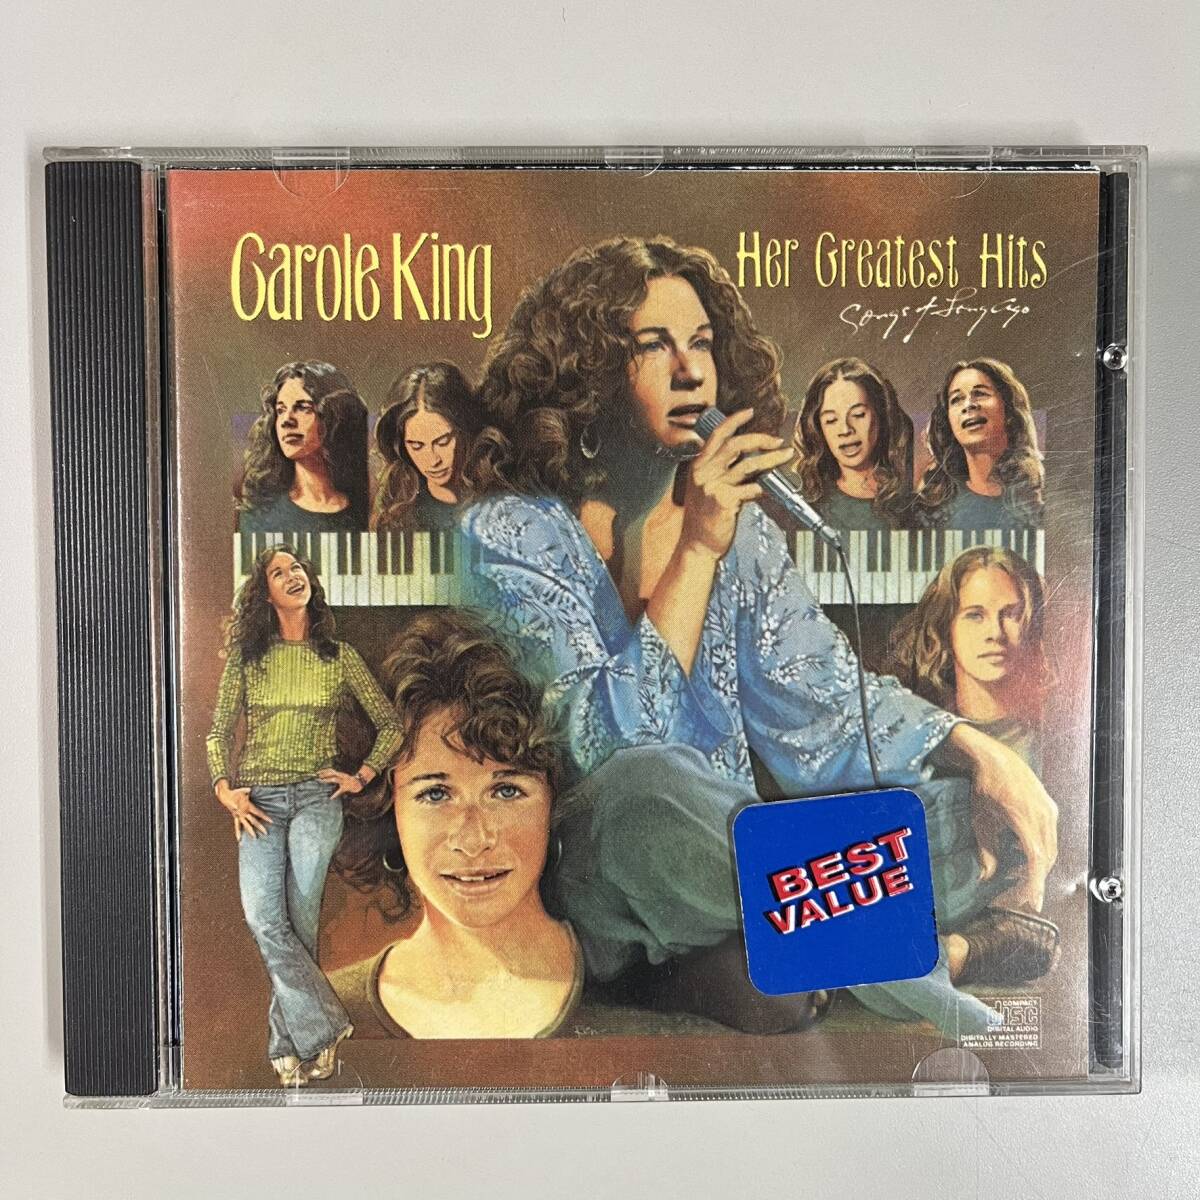 Carole King
Her Greatest Hits
Songs of Long Ago
BEST
VALUE
COMPACT
disc
DIGITAL AUDIO
DIGITALLY MASTERED
ANALOG RECORDING